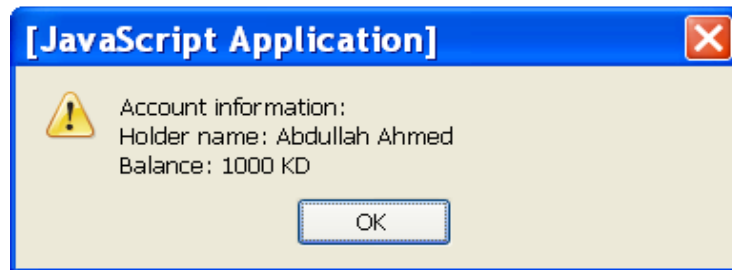 [JavaScript Application]
Account information:
Holder name: Abdullah Ahmed
Balance: 1000 KD
OK